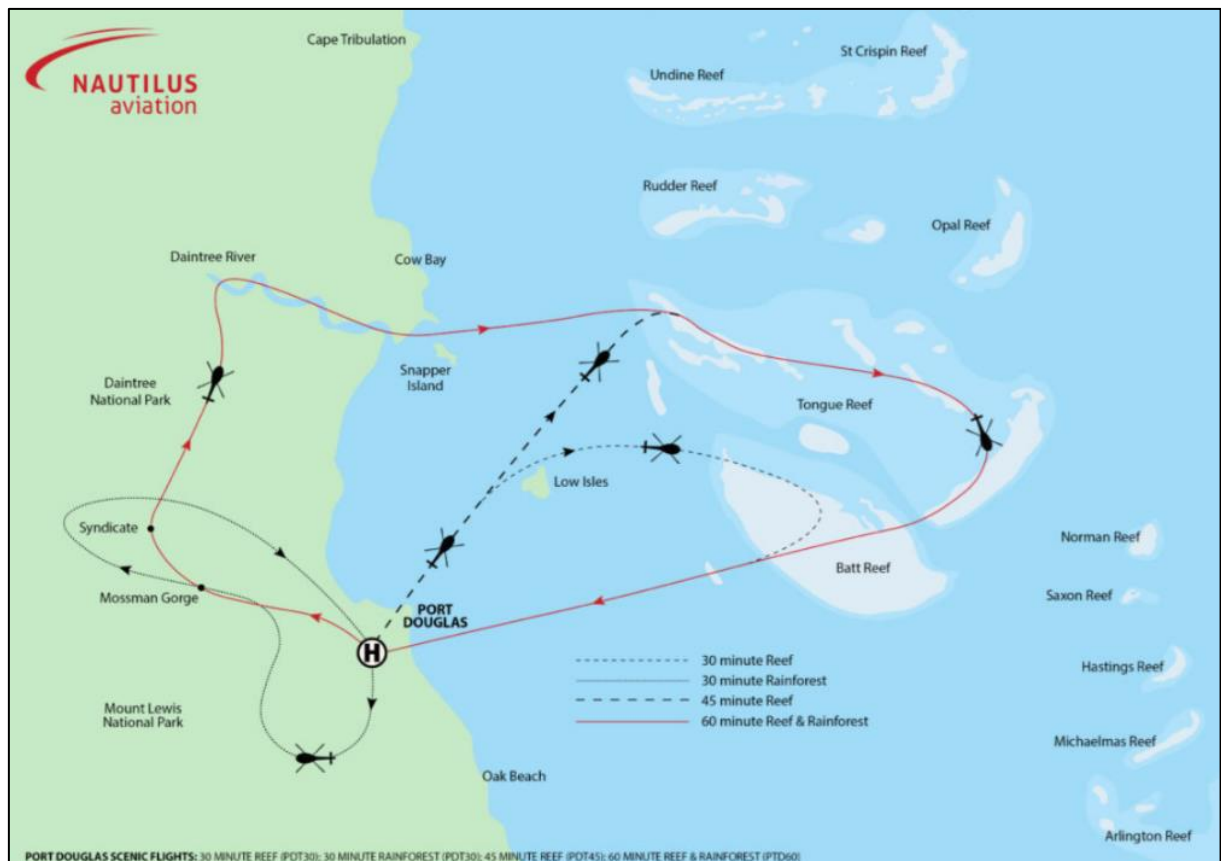 Cape Tribulation
St Crispin Reef
Undine Reef
NAUTILUS
aviation
Rudder Reef
Opal Reef
Daintree River
Cow Bay
Snapper
Island
Daintree
National Park
Tongue Reef
Low Isles
Syndicate
Norman Reef
Batt Reef
Mossman Gorge
Saxon Reef
PORT
DOUGLAS
H
30 minute Reef
30 minute Rainforest
45 minute Reef
60 minute Reef & Rainforest
Hastings Reef
Mount Lewis
National Park
Michaelmas Reef
Oak Beach
Arlington Reef
PORT DOUGLAS SCENIC FLIGHTS: 30 MINUTE REEF (PDT30); 30 MINUTE RAINFOREST (PDT30); 45 MINUTE REEF (PDT45); 60 MINUTE REEF & RAINFOREST (PTD60)